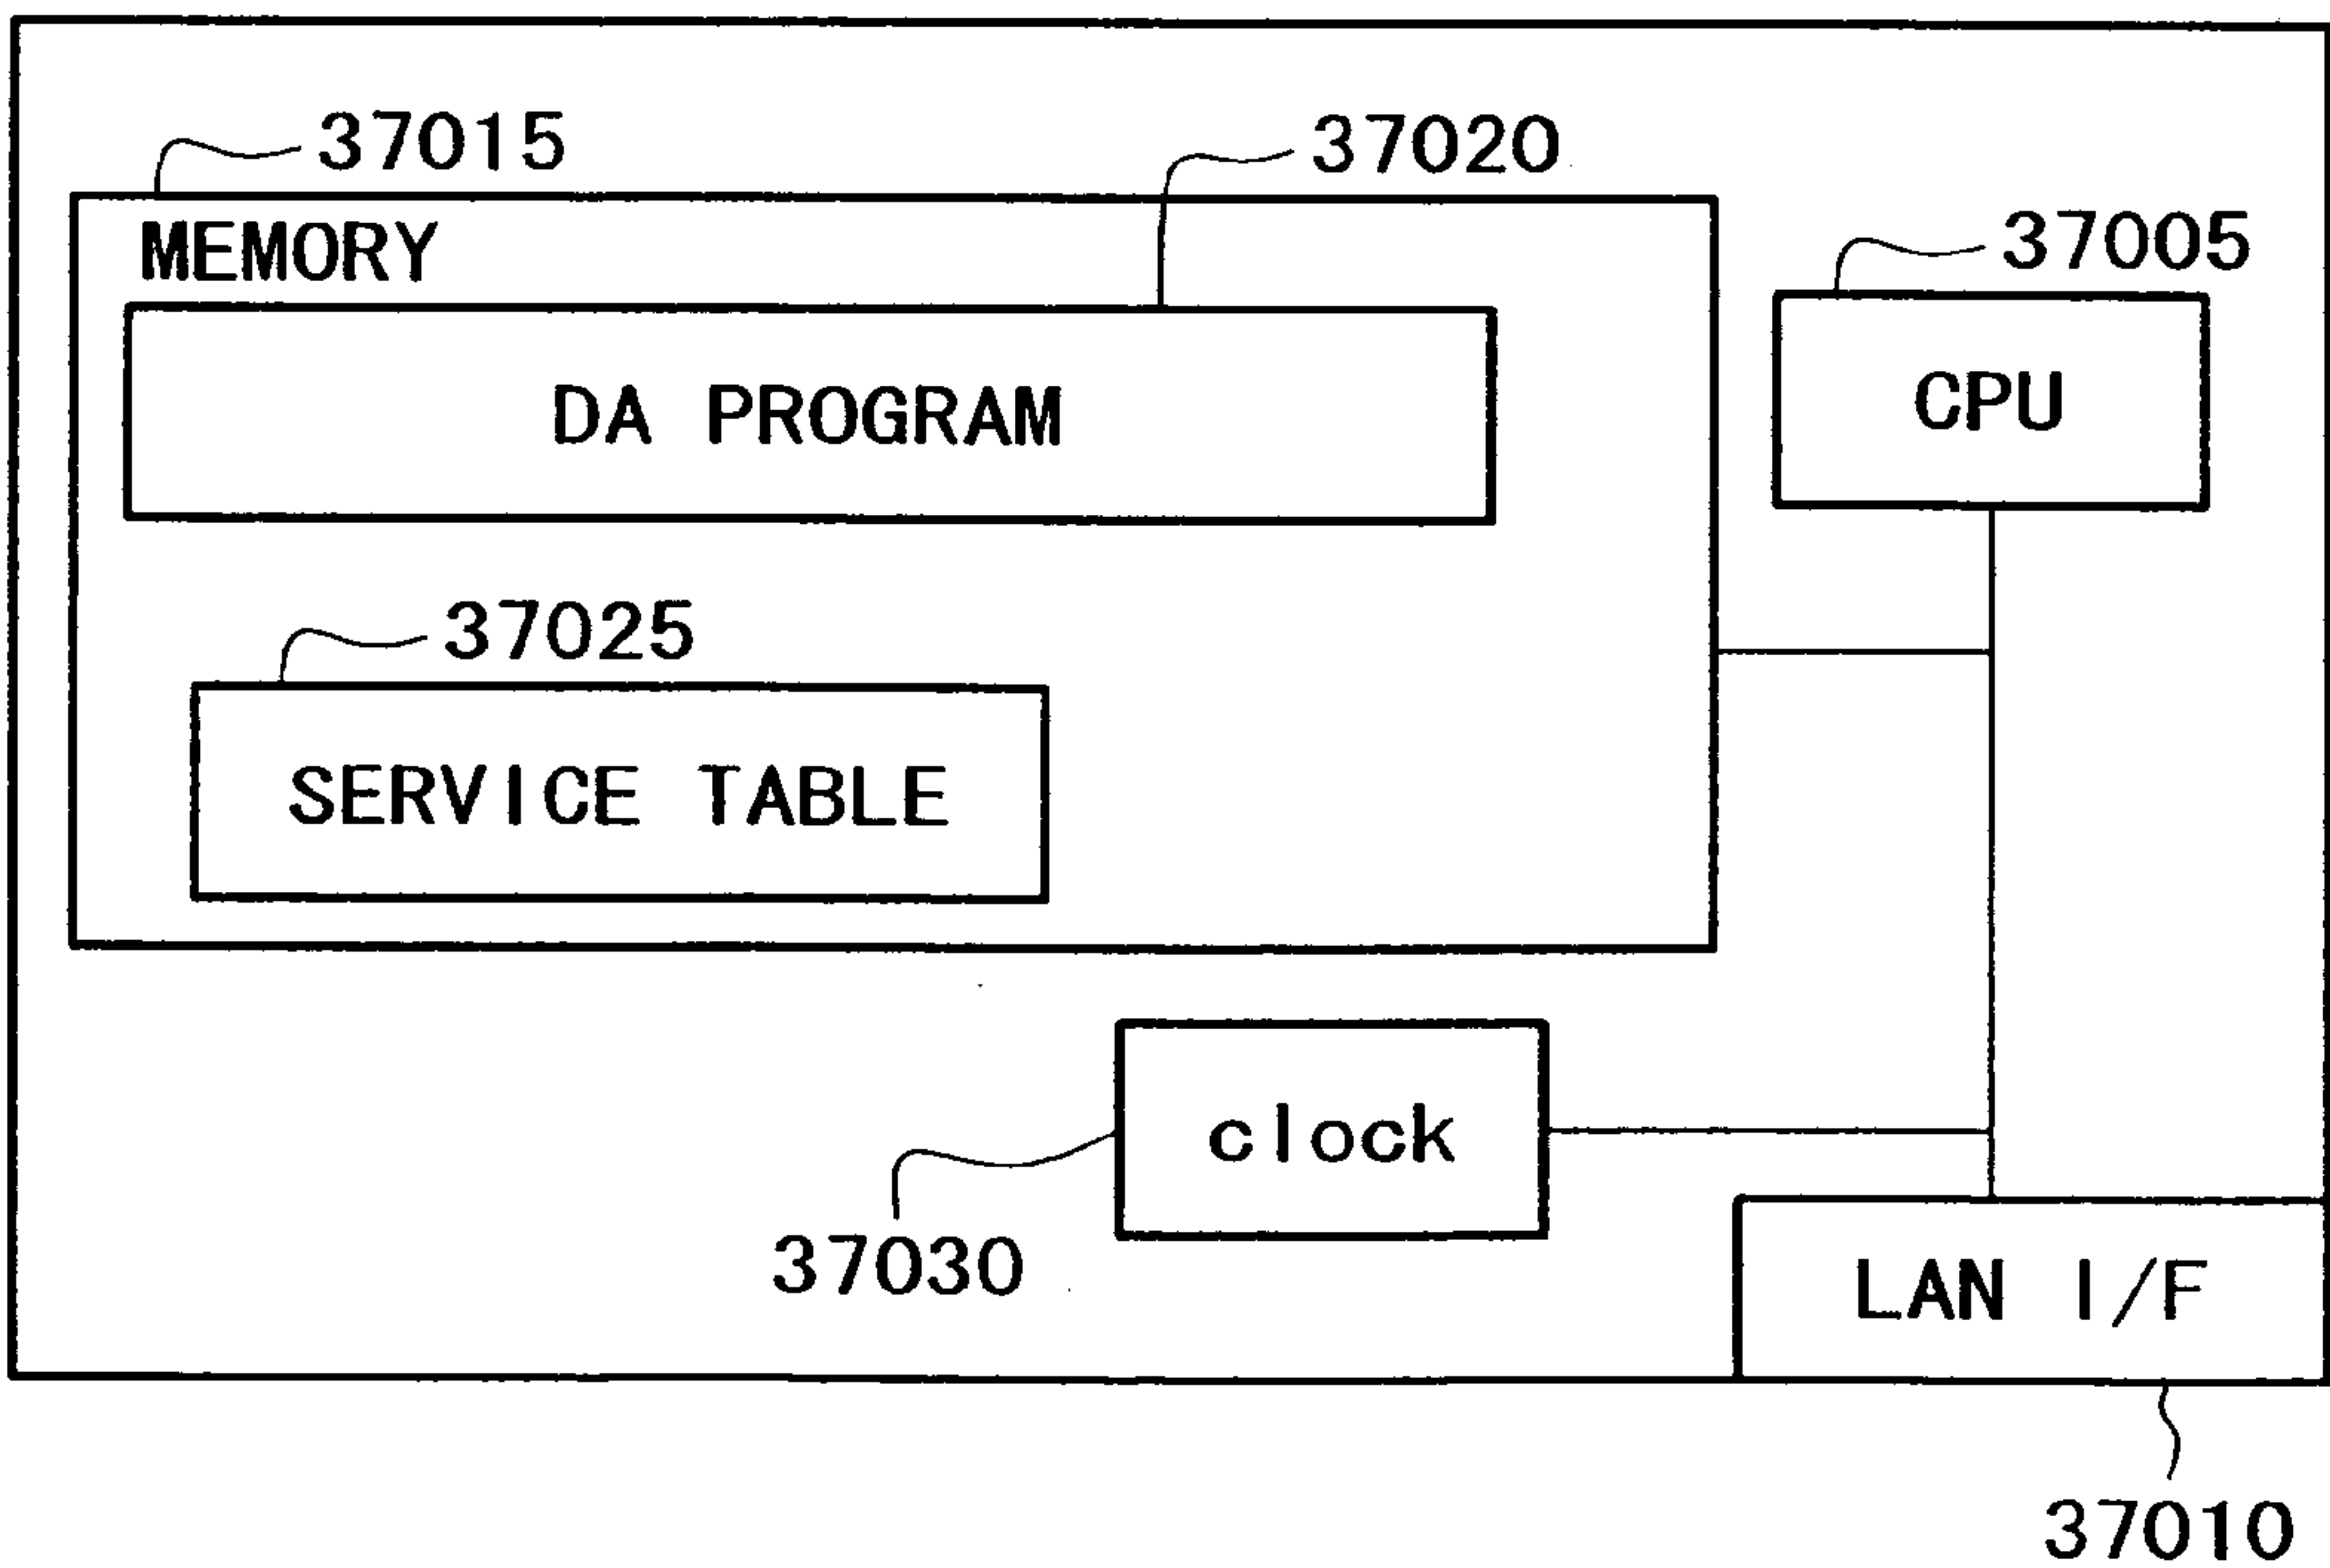 37015
37020
MEMORY
37005
DA PROGRAM
CPU
37025
SERVICE TABLE
clock
37030
LAN I/F
37010